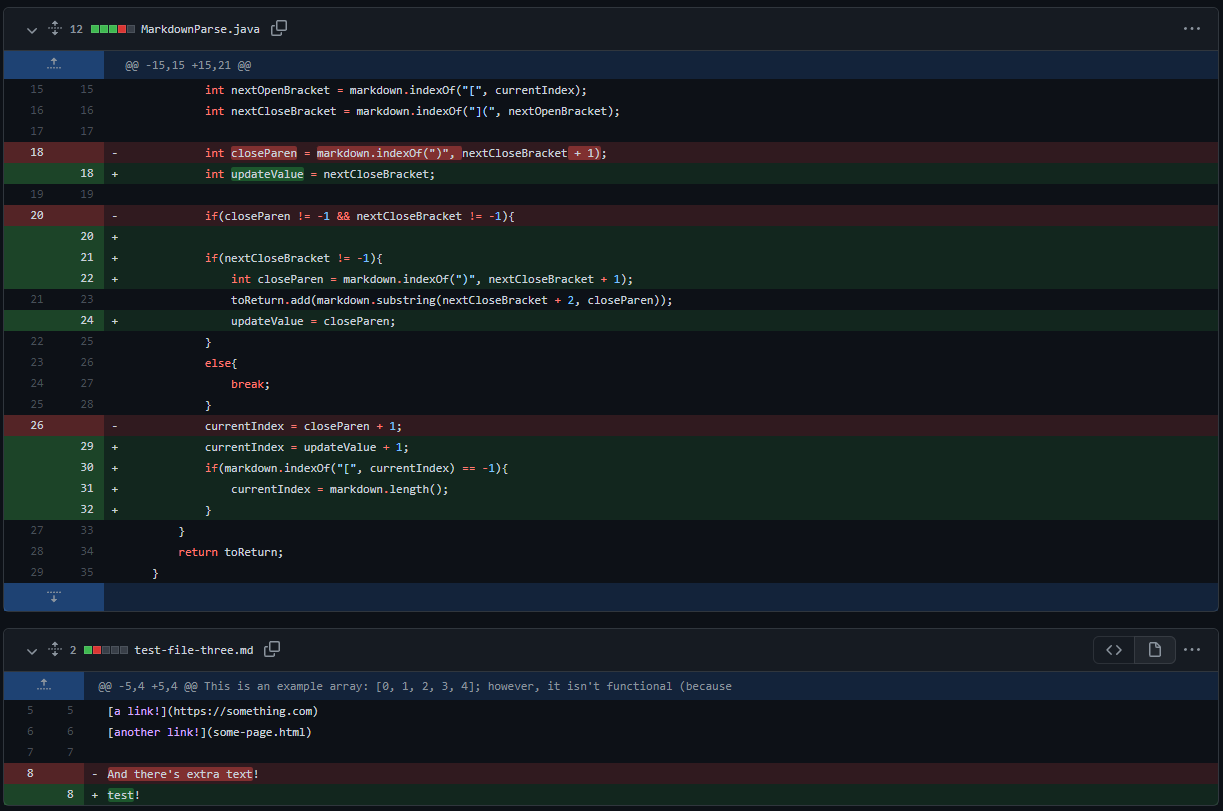 12 MarkdownParse.java
@@ -15,15 +15,21 @@
15 15 int nextOpenBracket = markdown.indexOf("[", currentIndex);
16 16 int nextCloseBracket = markdown.indexOf("](", nextOpenBracket);
17 17
18 - int closeParen = markdown.indexOf(")", nextCloseBracket + 1);
18 + int updateValue = nextCloseBracket;
19 19
20 - if(closeParen != -1 && nextCloseBracket != -1){
20 +
21 + if(nextCloseBracket != -1){
22 + int closeParen = markdown.indexOf(")", nextCloseBracket + 1);
21 23 toReturn.add(markdown.substring(nextCloseBracket + 2, closeParen));
24 + updateValue = closeParen;
22 25 }
23 26 else{
24 27 break;
25 28 }
26 - currentIndex = closeParen + 1;
29 + currentIndex = updateValue + 1;
30 + if(markdown.indexOf("[", currentIndex) == -1){
31 + currentIndex = markdown.length();
32 + }
27 33 }
28 34 return toReturn;
29 35 }
2 test-file-three.md
@@ -5,4 +5,4 @@ This is an example array: [0, 1, 2, 3, 4]; however, it isn't functional (because
5 5 [a link!](https://something.com)
6 6 [another link!](some-page.html)
7 7
8 - And there's extra text!
8 + test!